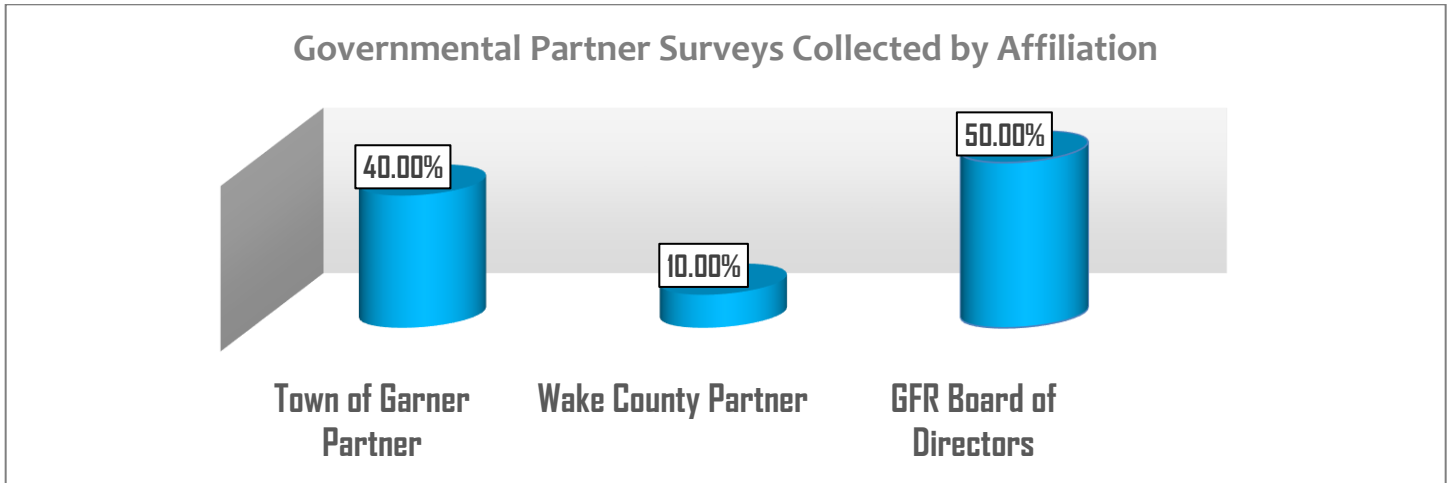 Governmental Partner Surveys Collected by Affiliation
40.00%
10.00%
50.00%
Town of Garner
Partner
Wake County Partner
GFR Board of
Directors